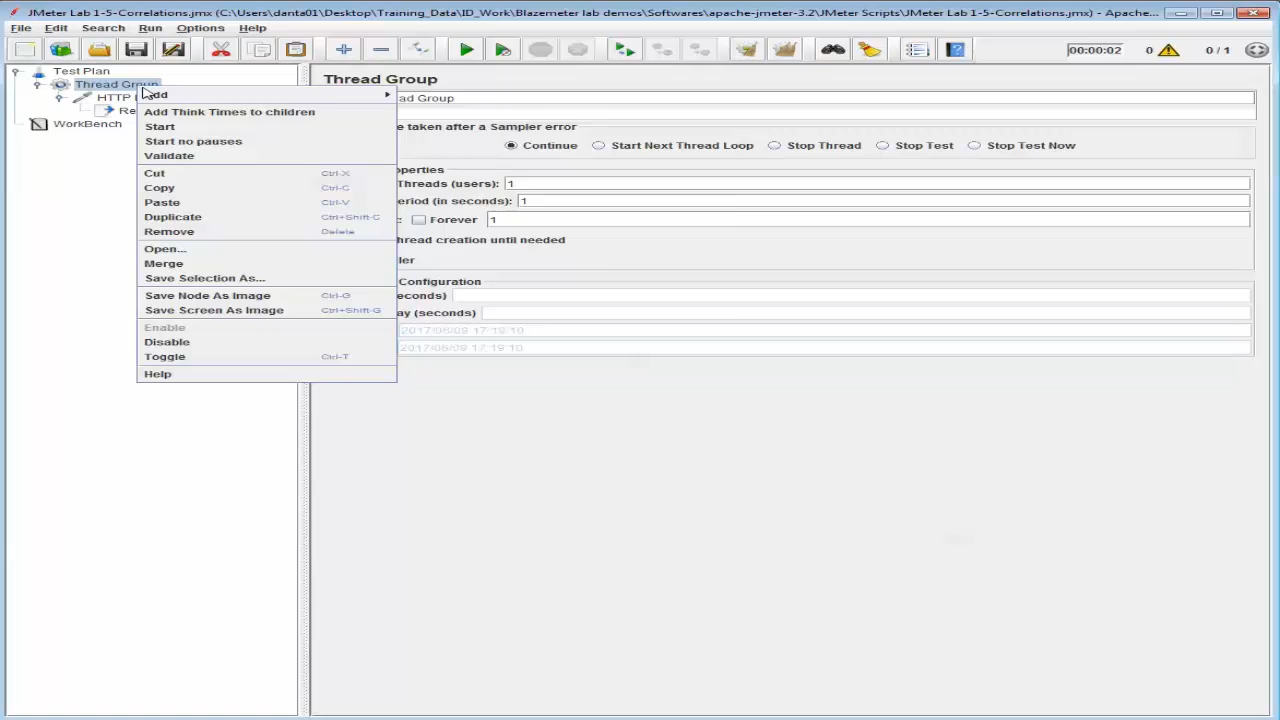 JMeter Lab 1-5-Correlations.jmx (C:\Users\danta01\Desktop\Training_Data\ID_Work\Blazemeter lab demos\Softwares\apache-jmeter-3.2\JMeter Scripts\JMeter Lab 1-5-Correlations.jmx) - Apache...
File Edit Search Run Options Help
00:00:02 0 0 / 1
Test Plan
Thread Group
HTTP
Re
WorkBench
Add
Add Think Times to children
Start
Start no pauses
Validate
Cut Ctrl-X
Copy Ctrl-C
Paste Ctrl-V
Duplicate Ctrl+Shift-C
Remove Delete
Open...
Merge
Save Selection As...
Save Node As Image Ctrl-G
Save Screen As Image Ctrl+Shift-G
Enable
Disable
Toggle Ctrl-T
Help
Thread Group
ad Group
e taken after a Sampler error
Continue Start Next Thread Loop Stop Thread Stop Test Stop Test Now
operties
Threads (users): 1
eriod (in seconds): 1
: Forever 1
hread creation until needed
ler
Configuration
econds)
ay (seconds)
2017/06/09 17:19:10
2017/06/09 17:19:10